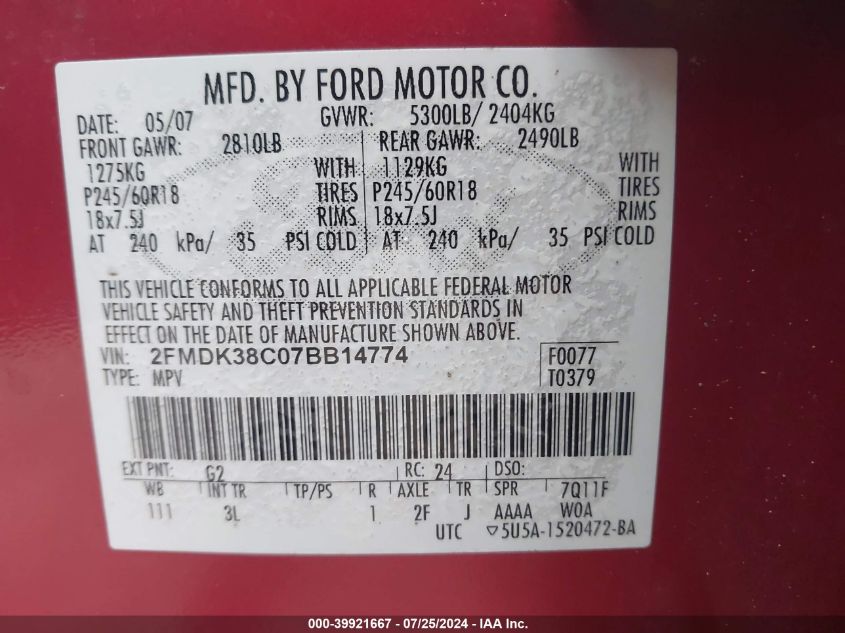 MFD. BY FORD MOTOR CO.
DATE: 05/07 GVWR: 5300LB/ 2404KG
FRONT GAWR: 2810LB REAR GAWR: 2490LB
1275KG WITH 1129KG WITH
P245/60R18 TIRES P245/60R18 TIRES
18x7.5J RIMS 18x7.5J RIMS
AT 240 kPa/ 35 PSI COLD AT 240 kPa/ 35 PSI COLD
THIS VEHICLE CONFORMS TO ALL APPLICABLE FEDERAL MOTOR
VEHICLE SAFETY AND THEFT PREVENTION STANDARDS IN
EFFECT ON THE DATE OF MANUFACTURE SHOWN ABOVE.
VIN: 2FMDK38C07BB14774 F0077
TYPE: MPV T0379
EXT PNT: G2 RC: 24 DSO:
WB INT TR TP/PS R AXLE TR SPR 7Q11F
111 3L 1 2F J AAAA W0A
UTC ▽5U5A-1520472-BA
000-39921667 - 07/25/2024 - IAA Inc.